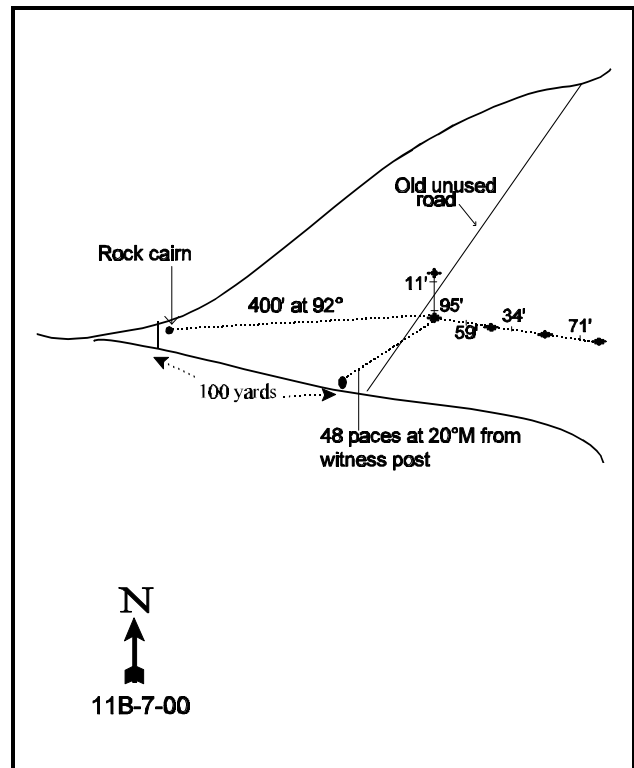 Old unused
road
Rock cairn
11'
400' at 92°
95'
59'
34'
71'
100 yards
48 paces at 20°M from
witness post
N
11B-7-00